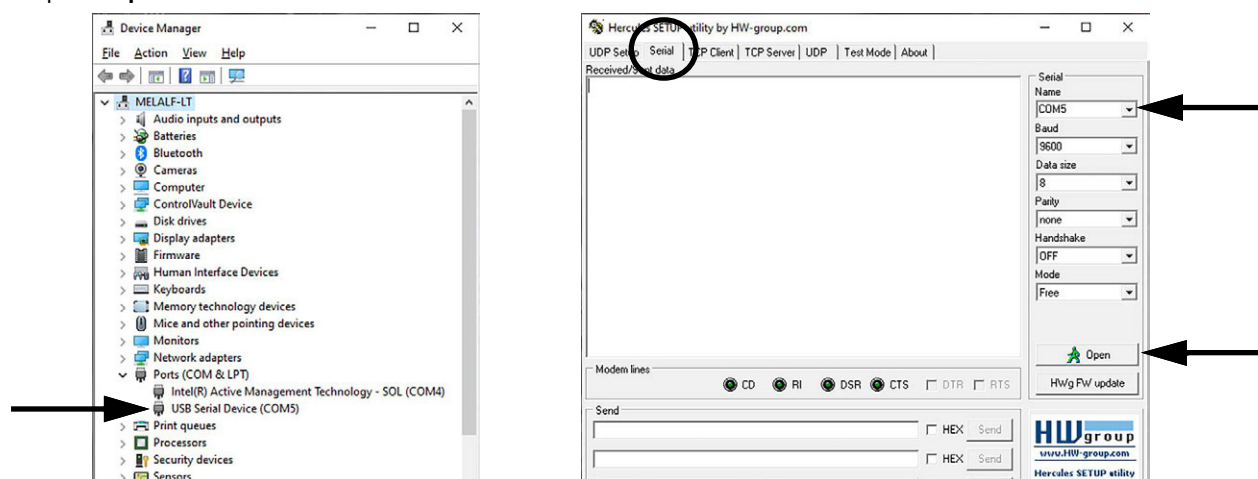 Device Manager
File Action View Help
MELALF-LT
Audio inputs and outputs
Batteries
Bluetooth
Cameras
Computer
ControlVault Device
Disk drives
Display adapters
Firmware
Human Interface Devices
Keyboards
Memory technology devices
Mice and other pointing devices
Monitors
Network adapters
Ports (COM & LPT)
Intel(R) Active Management Technology - SOL (COM4)
USB Serial Device (COM5)
Print queues
Processors
Security devices
Sensors
Hercules SETUP utility by HW-group.com
UDP Setup Serial TCP Client TCP Server UDP Test Mode About
Received/Sent data
Serial
Name
COM5
Baud
9600
Data size
8
Parity
none
Handshake
OFF
Mode
Free
Open
HWg FW update
Modem lines
CD RI DSR CTS DTR RTS
Send
HEX Send
HEX Send
HW group
www.HW-group.com
Hercules SETUP utility